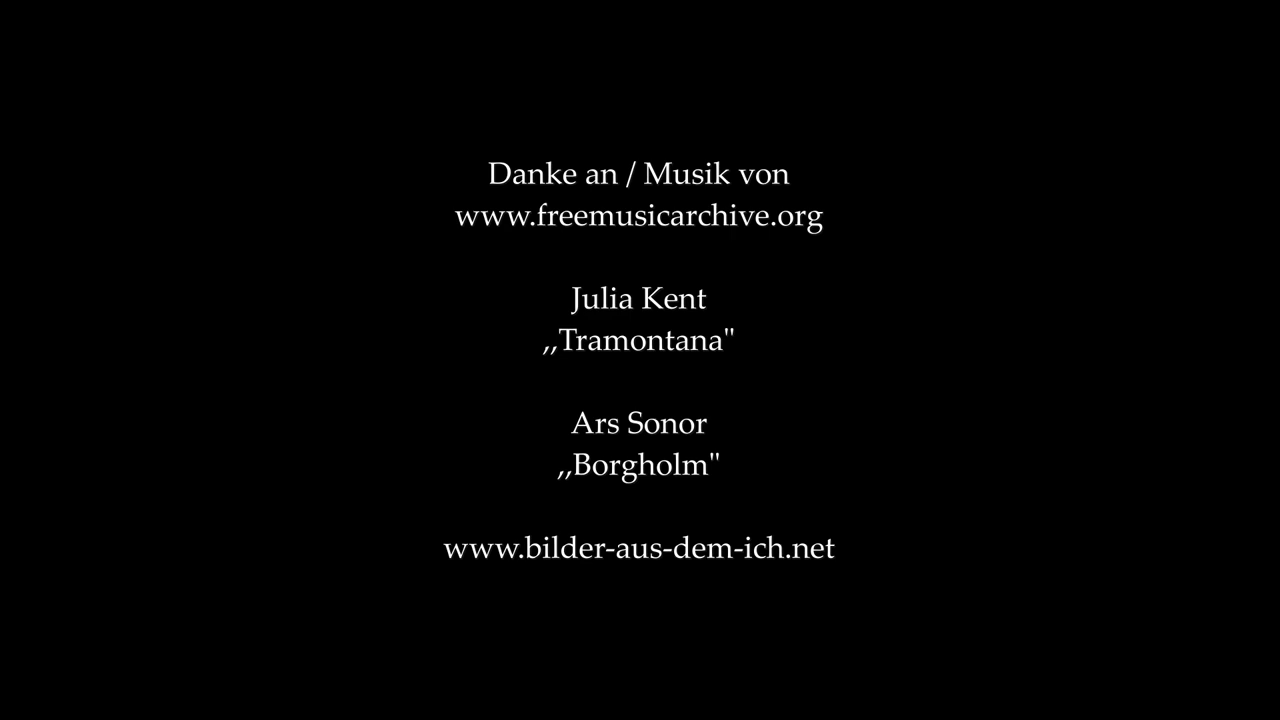 Danke an / Musik von
www.freemusicarchive.org
Julia Kent
,,Tramontana"
Ars Sonor
,,Borgholm"
www.bilder-aus-dem-ich.net